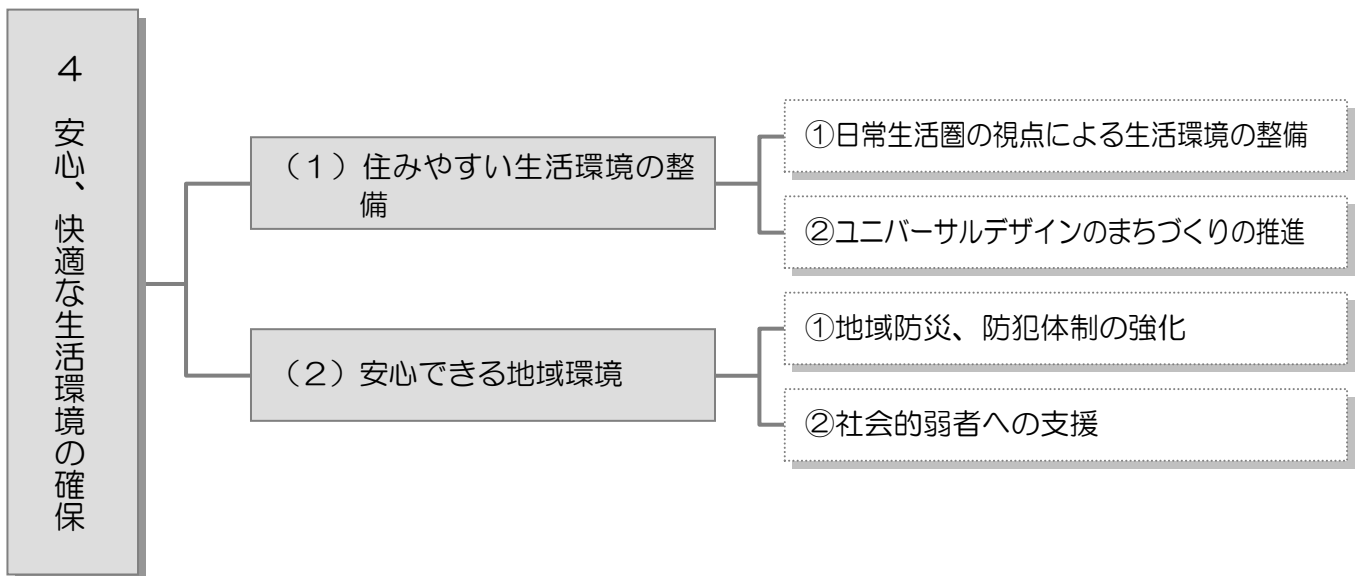 4 安心、快適な生活環境の確保
（1）住みやすい生活環境の整
備
①日常生活圏の視点による生活環境の整備
②ユニバーサルデザインのまちづくりの推進
（2）安心できる地域環境
①地域防災、防犯体制の強化
②社会的弱者への支援